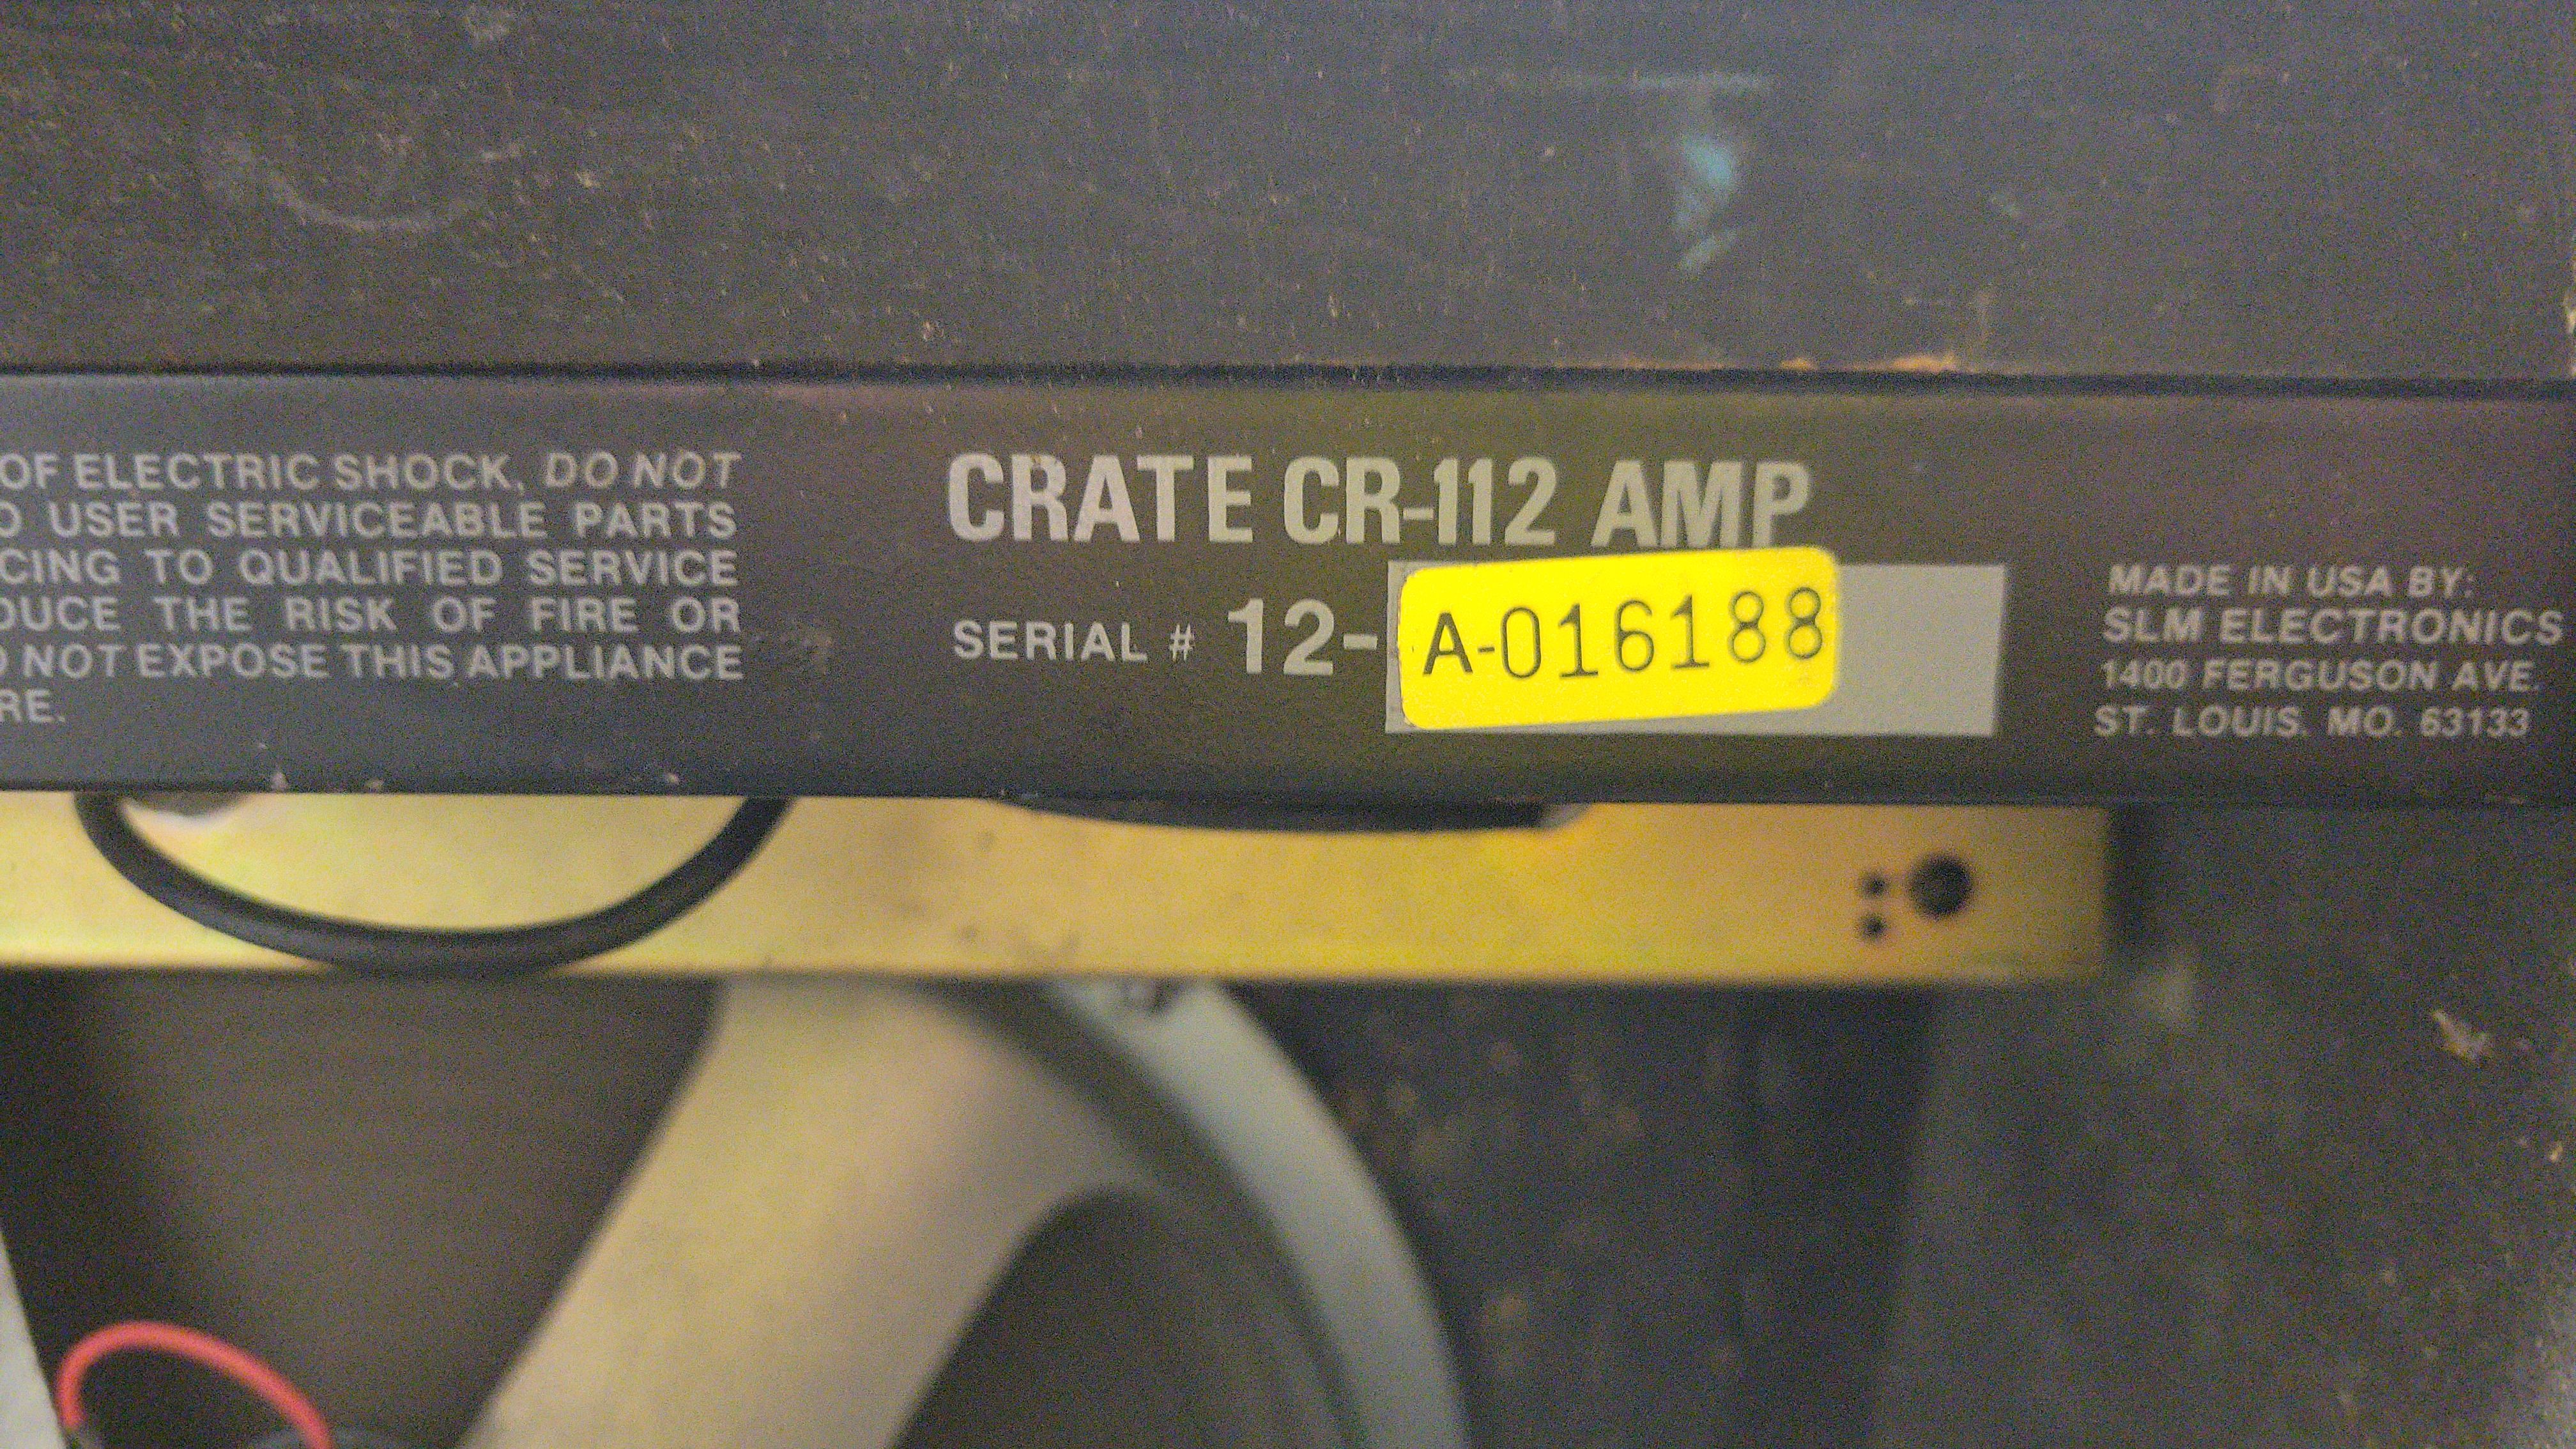 OF ELECTRIC SHOCK, DO NOT
O USER SERVICEABLE PARTS
CING TO QUALIFIED SERVICE
DUCE THE RISK OF FIRE OR
NOT EXPOSE THIS APPLIANCE
RE.
CRATE CR-112 AMP
SERIAL # 12-
A-016188
MADE IN USA BY:
SLM ELECTRONICS
1400 FERGUSON AVE.
ST. LOUIS. MO. 63133